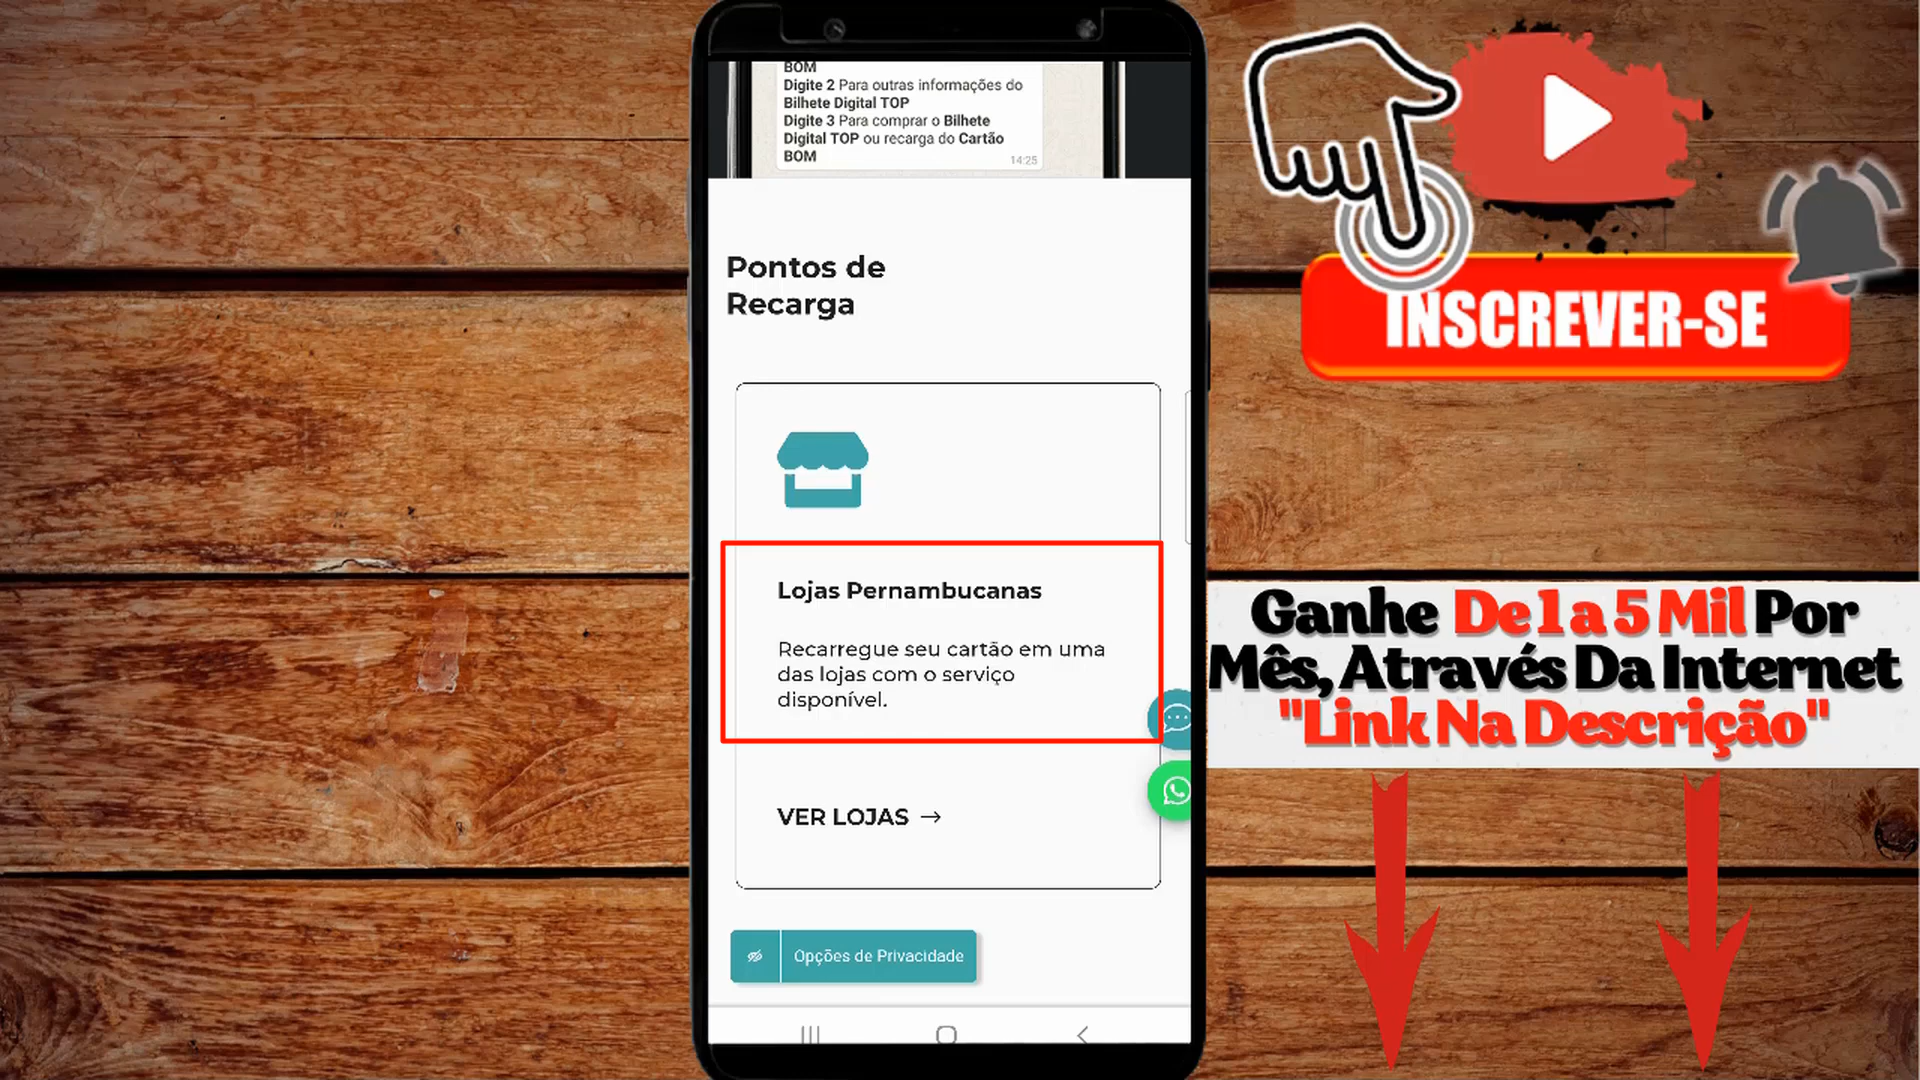 BOM
Digite 2 Para outras informações do
Bilhete Digital TOP
Digite 3 Para comprar o Bilhete
Digital TOP ou recarga do Cartão
BOM
14:25
Pontos de
Recarga
Lojas Pernambucanas
Recarregue seu cartão em uma
das lojas com o serviço
disponível.
VER LOJAS →
Opções de Privacidade
INSCREVER-SE
Ganhe De 1 a 5 Mil Por
Mês, Através Da Internet
"Link Na Descrição"